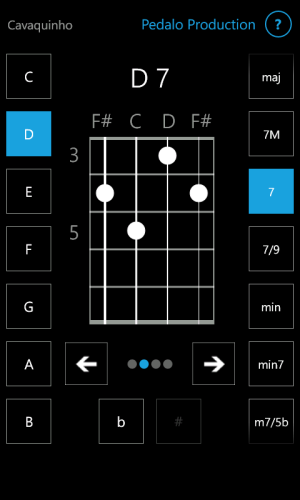 Cavaquinho
Pedalo Production
?
D 7
C
maj
F# C D F#
D
7M
3
E
7
5
F
7/9
G
min
A
min7
B
b
#
m7/5b